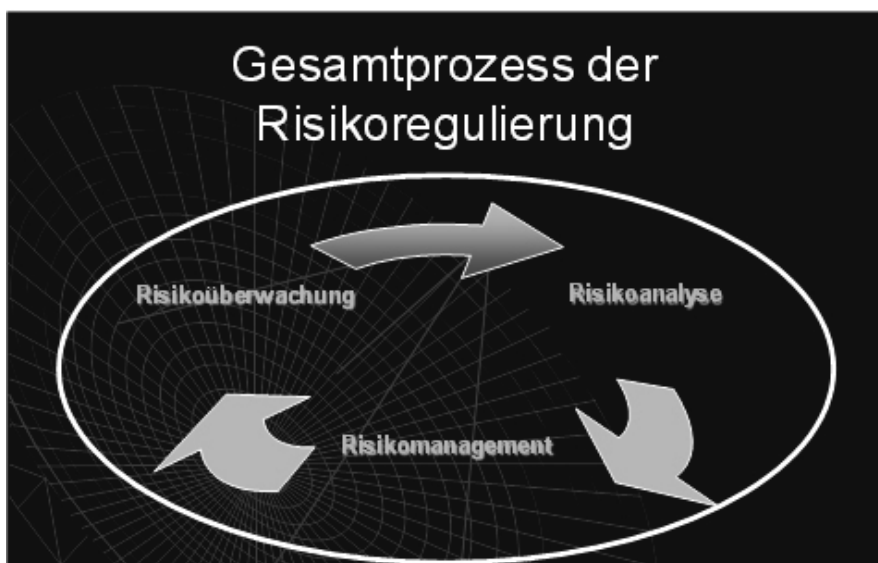 Gesamtprozess der
Risikoregulierung
Risikoüberwachung
Risikoanalyse
Risikomanagement